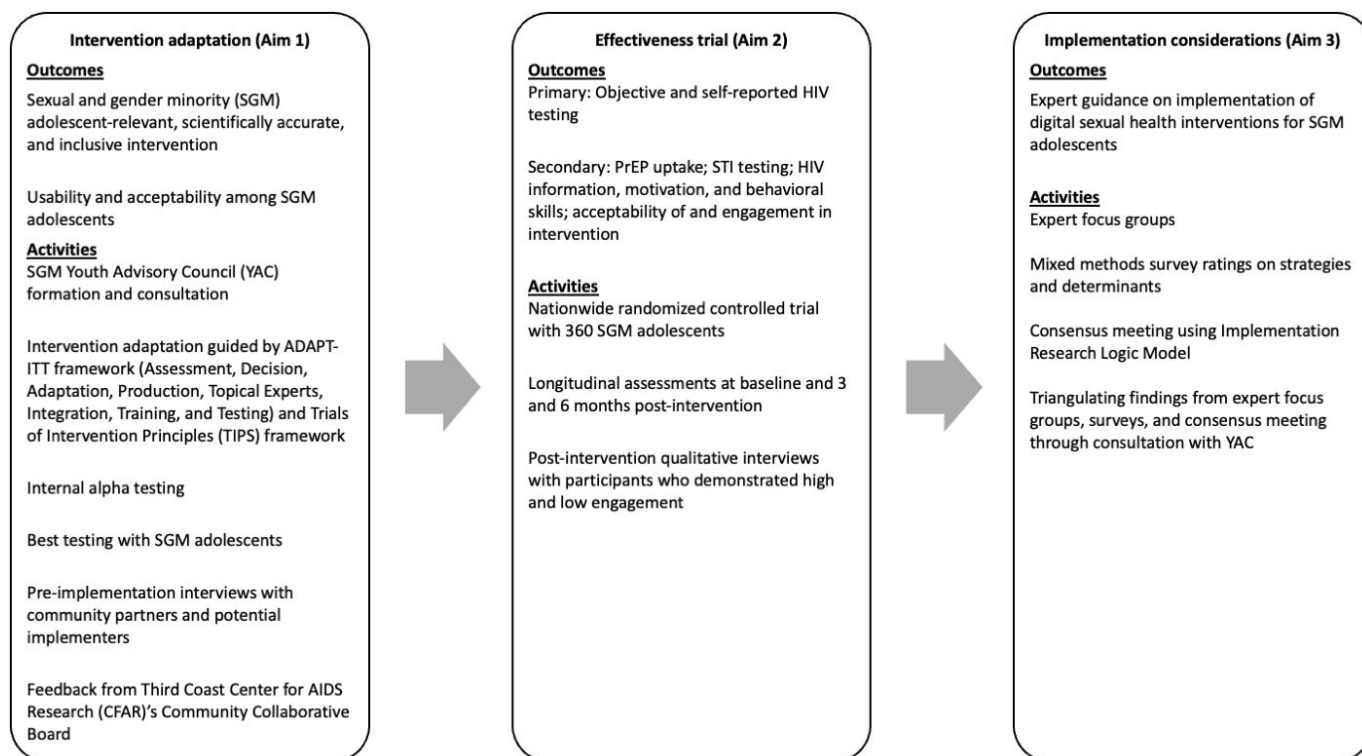 Intervention adaptation (Aim 1)
Outcomes
Sexual and gender minority (SGM)
adolescent-relevant, scientifically accurate,
and inclusive intervention
Usability and acceptability among SGM
adolescents
Activities
SGM Youth Advisory Council (YAC)
formation and consultation
Intervention adaptation guided by ADAPT-
ITT framework (Assessment, Decision,
Adaptation, Production, Topical Experts,
Integration, Training, and Testing) and Trials
of Intervention Principles (TIPS) framework
Internal alpha testing
Best testing with SGM adolescents
Pre-implementation interviews with
community partners and potential
implementers
Feedback from Third Coast Center for AIDS
Research (CFAR)'s Community Collaborative
Board
Effectiveness trial (Aim 2)
Outcomes
Primary: Objective and self-reported HIV
testing
Secondary: PrEP uptake; STI testing; HIV
information, motivation, and behavioral
skills; acceptability of and engagement in
intervention
Activities
Nationwide randomized controlled trial
with 360 SGM adolescents
Longitudinal assessments at baseline and 3
and 6 months post-intervention
Post-intervention qualitative interviews
with participants who demonstrated high
and low engagement
Implementation considerations (Aim 3)
Outcomes
Expert guidance on implementation of
digital sexual health interventions for SGM
adolescents
Activities
Expert focus groups
Mixed methods survey ratings on strategies
and determinants
Consensus meeting using Implementation
Research Logic Model
Triangulating findings from expert focus
groups, surveys, and consensus meeting
through consultation with YAC